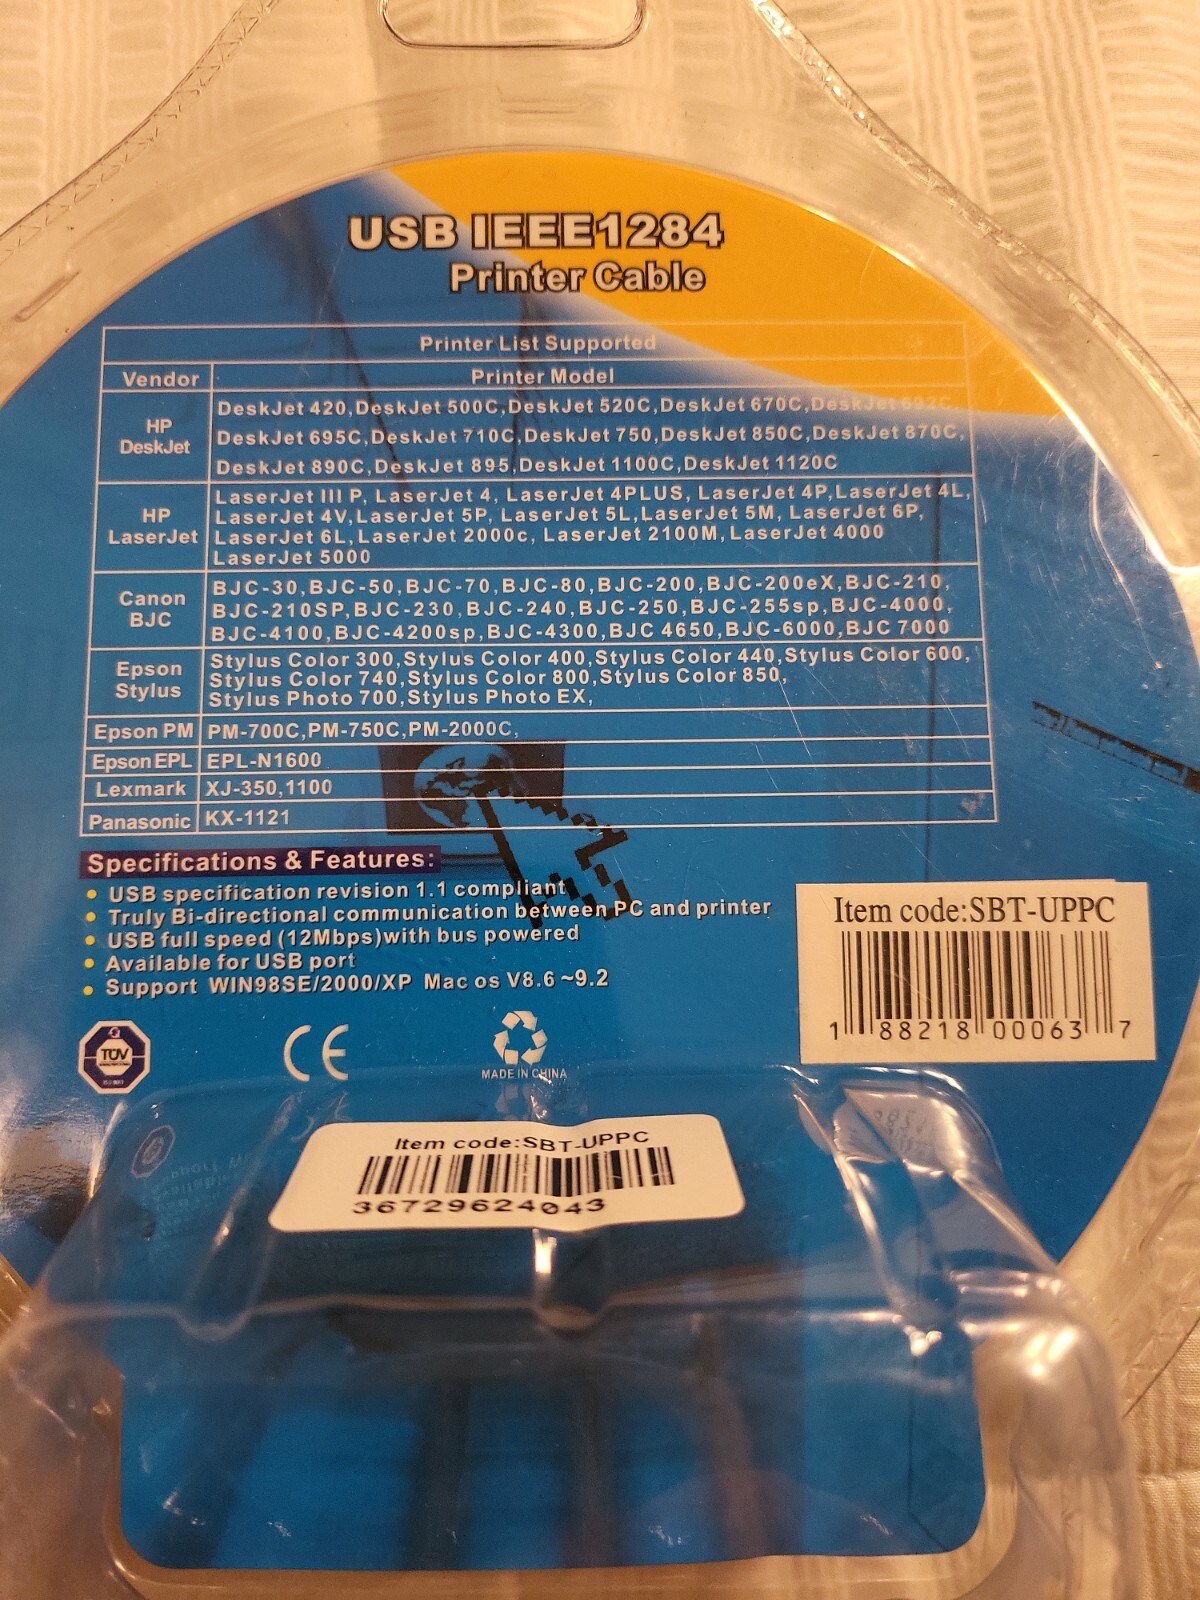 USB IEEE1284
Printer Cable
Printer List Supported
Vendor Printer Model
HP DeskJet
DeskJet 420,DeskJet 500C,DeskJet 520C,DeskJet 670C,DeskJet 692C,
DeskJet 695C,DeskJet 710C,DeskJet 750,DeskJet 850C,DeskJet 870C,
DeskJet 890C,DeskJet 895,DeskJet 1100C,DeskJet 1120C
HP LaserJet
LaserJet III P, LaserJet 4, LaserJet 4PLUS, LaserJet 4P,LaserJet 4L,
LaserJet 4V,LaserJet 5P, LaserJet 5L,LaserJet 5M, LaserJet 6P,
LaserJet 6L,LaserJet 2000c, LaserJet 2100M,LaserJet 4000
LaserJet 5000
Canon BJC
BJC-30,BJC-50,BJC-70,BJC-80,BJC-200,BJC-200eX,BJC-210,
BJC-210SP,BJC-230,BJC-240,BJC-250,BJC-255sp,BJC-4000,
BJC-4100,BJC-4200sp,BJC-4300,BJC 4650,BJC-6000,BJC 7000
Epson Stylus
Stylus Color 300,Stylus Color 400,Stylus Color 440,Stylus Color 600,
Stylus Color 740,Stylus Color 800,Stylus Color 850,
Stylus Photo 700,Stylus Photo EX,
Epson PM PM-700C,PM-750C,PM-2000C,
Epson EPL EPL-N1600
Lexmark XJ-350,1100
Panasonic KX-1121
Specifications & Features:
USB specification revision 1.1 compliant
Truly Bi-directional communication between PC and printer
USB full speed (12Mbps)with bus powered
Available for USB port
Support WIN98SE/2000/XP Mac os V8.6 ~9.2
Item code:SBT-UPPC
1 88218 00063 7
TÜV
CE
MADE IN CHINA
Item code:SBT-UPPC
36729624043